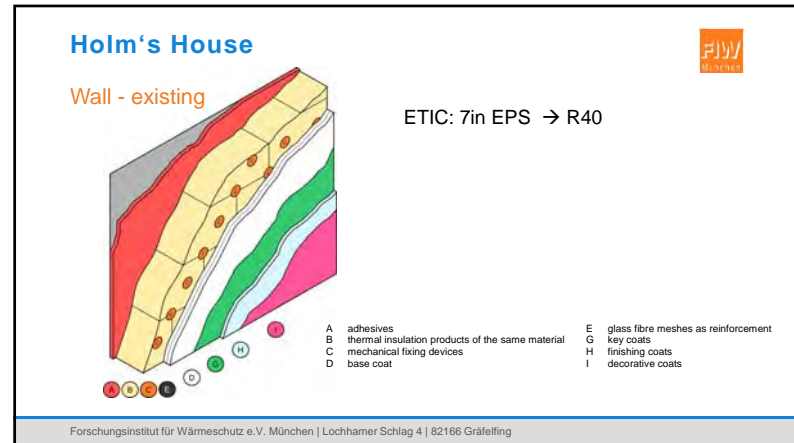 Holm‘s House
FIW
München
Wall - existing
ETIC: 7in EPS → R40
A adhesives
B thermal insulation products of the same material
C mechanical fixing devices
D base coat
E glass fibre meshes as reinforcement
G key coats
H finishing coats
I decorative coats
I
H
G
D
A B C E
Forschungsinstitut für Wärmeschutz e.V. München | Lochhamer Schlag 4 | 82166 Gräfelfing